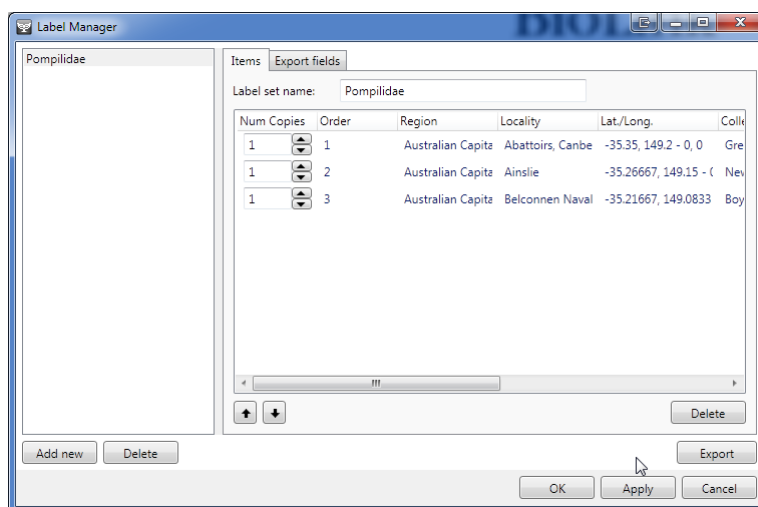 Label Manager
Pompilidae
Items Export fields
Label set name: Pompilidae
Num Copies Order Region Locality Lat./Long. Colle
1 1 Australian Capita Abattoirs, Canbe -35.35, 149.2 - 0, 0 Gre
1 2 Australian Capita Ainslie -35.26667, 149.15 - ( Nev
1 3 Australian Capita Belconnen Naval -35.21667, 149.0833 Boy
Delete
Add new Delete Export
OK Apply Cancel